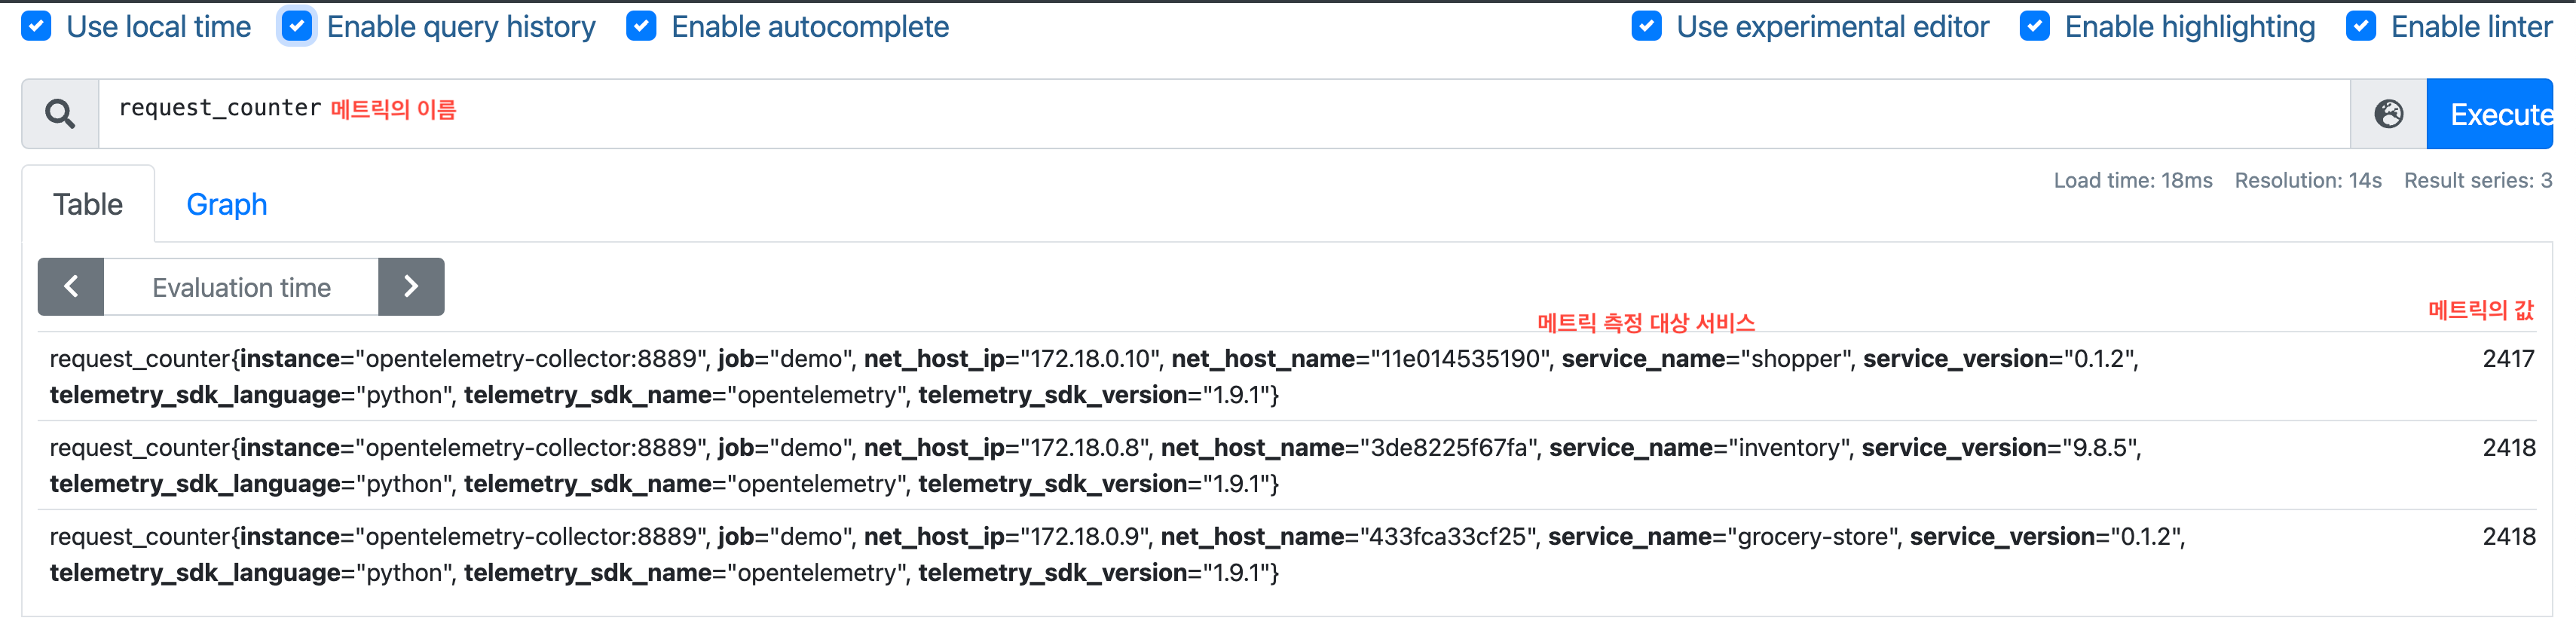 Use local time Enable query history Enable autocomplete Use experimental editor Enable highlighting Enable linter
request_counter 메트릭의 이름 Execute
Table Graph Load time: 18ms Resolution: 14s Result series: 3
Evaluation time
메트릭 측정 대상 서비스 메트릭의 값
request_counter{instance="opentelemetry-collector:8889", job="demo", net_host_ip="172.18.0.10", net_host_name="11e014535190", service_name="shopper", service_version="0.1.2", 2417
telemetry_sdk_language="python", telemetry_sdk_name="opentelemetry", telemetry_sdk_version="1.9.1"}
request_counter{instance="opentelemetry-collector:8889", job="demo", net_host_ip="172.18.0.8", net_host_name="3de8225f67fa", service_name="inventory", service_version="9.8.5", 2418
telemetry_sdk_language="python", telemetry_sdk_name="opentelemetry", telemetry_sdk_version="1.9.1"}
request_counter{instance="opentelemetry-collector:8889", job="demo", net_host_ip="172.18.0.9", net_host_name="433fca33cf25", service_name="grocery-store", service_version="0.1.2", 2418
telemetry_sdk_language="python", telemetry_sdk_name="opentelemetry", telemetry_sdk_version="1.9.1"}